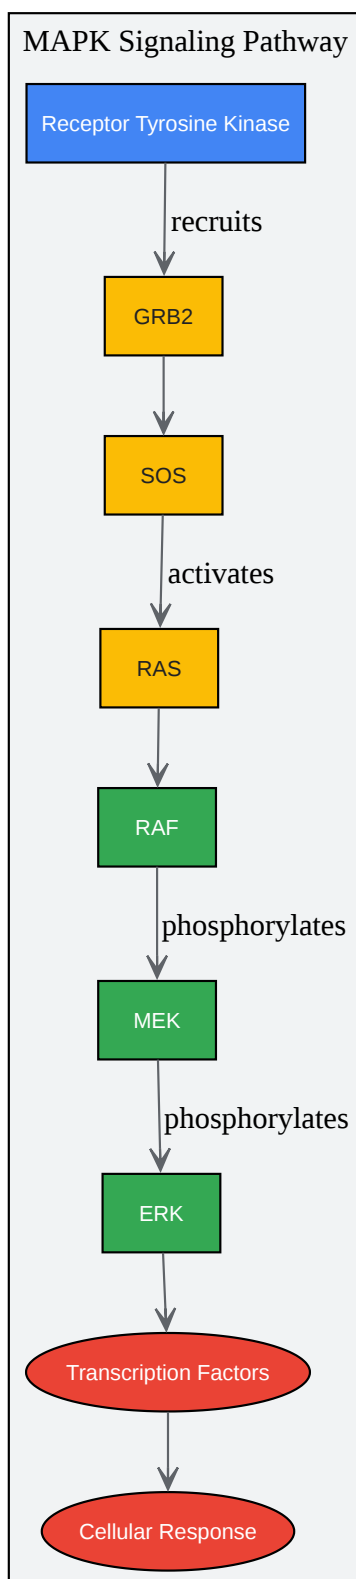 MAPK Signaling Pathway
Receptor Tyrosine Kinase
recruits
GRB2
SOS
activates
RAS
RAF
phosphorylates
MEK
phosphorylates
ERK
Transcription Factors
Cellular Response